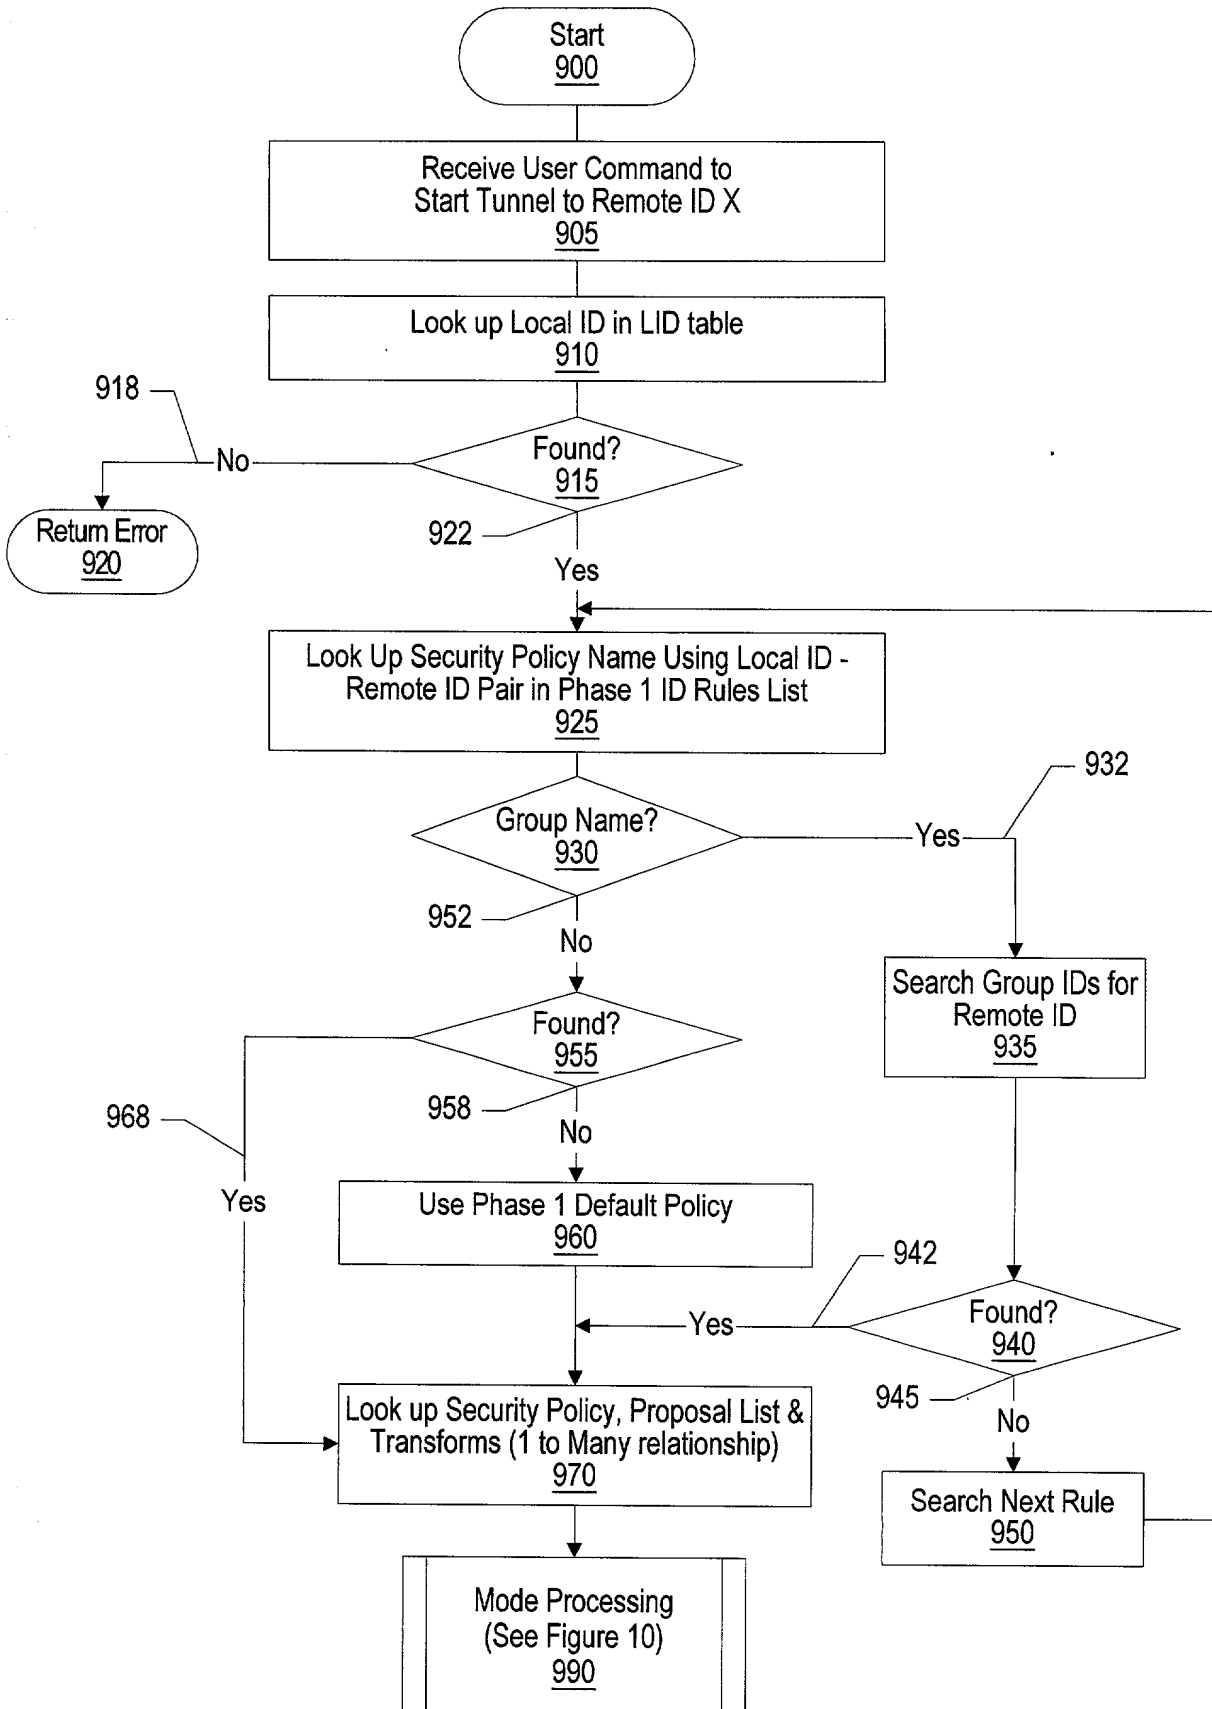 Start
900
Receive User Command to
Start Tunnel to Remote ID X
905
Look up Local ID in LID table
910
918
No
Found?
915
Return Error
920
922
Yes
Look Up Security Policy Name Using Local ID -
Remote ID Pair in Phase 1 ID Rules List
925
932
Group Name?
930
Yes
952
No
Search Group IDs for
Remote ID
935
Found?
955
968
958
No
Yes
Use Phase 1 Default Policy
960
942
Yes
Found?
940
945
No
Look up Security Policy, Proposal List &
Transforms (1 to Many relationship)
970
Search Next Rule
950
Mode Processing
(See Figure 10)
990